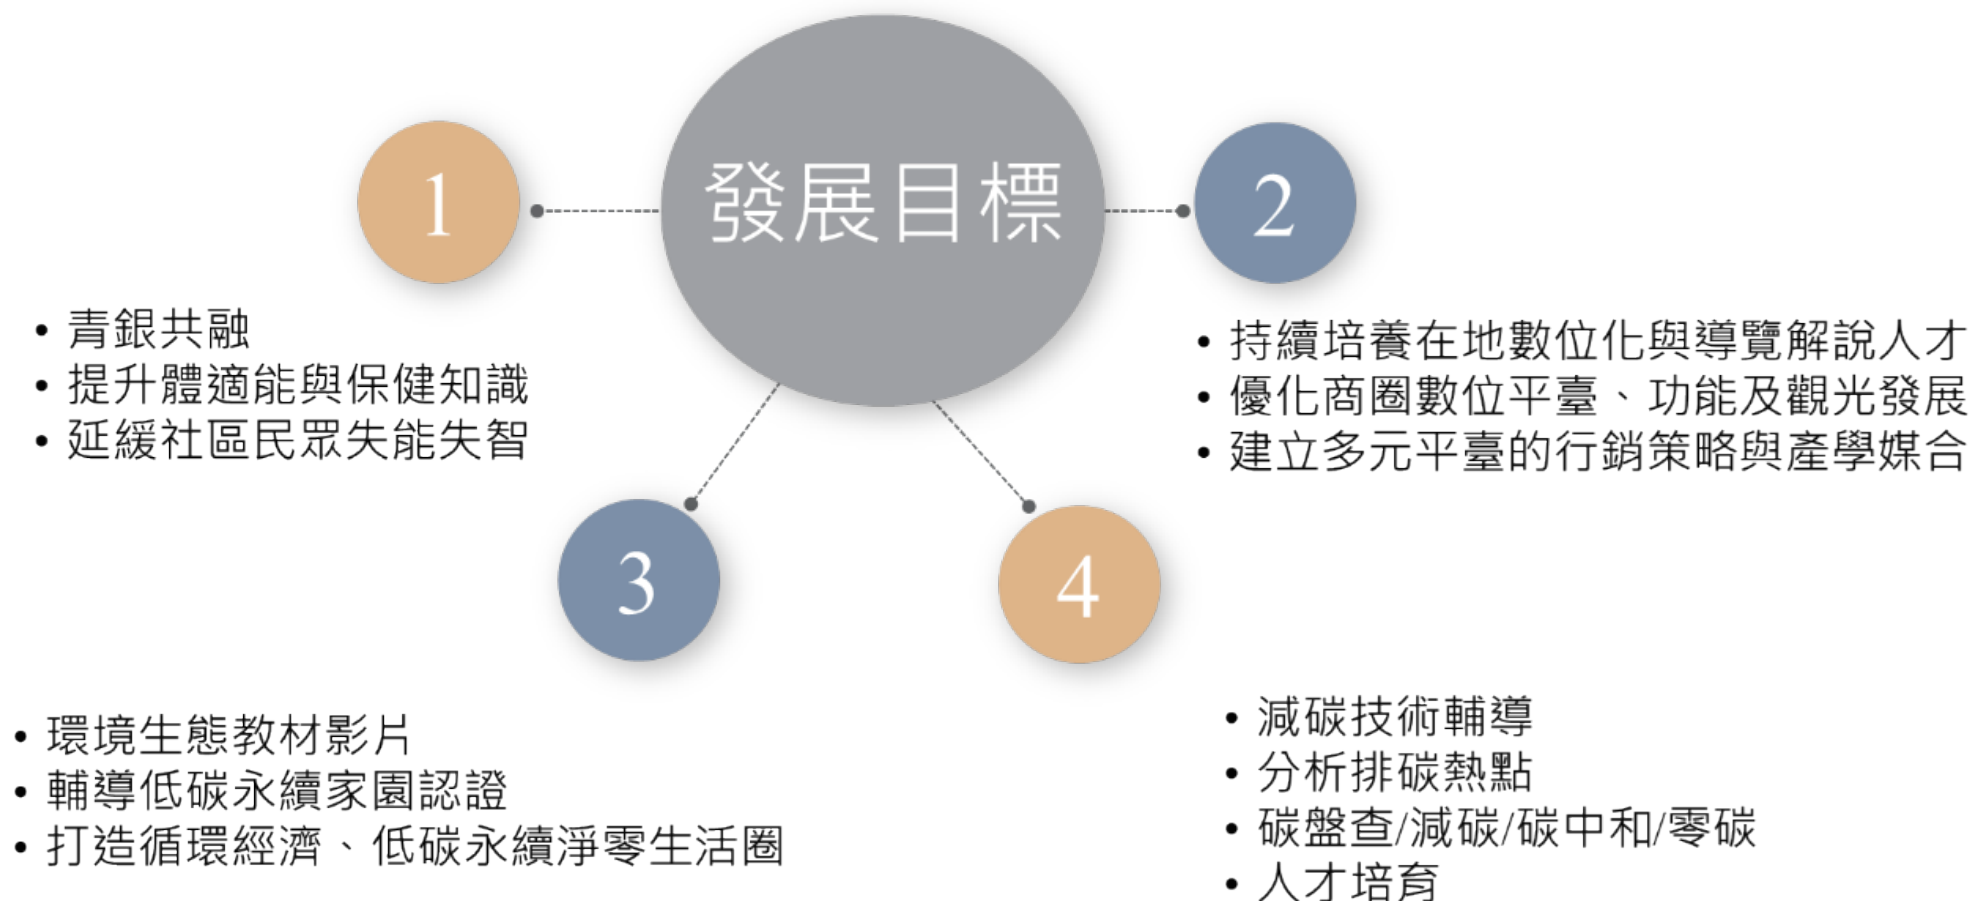 發展目標
1
• 青銀共融
• 提升體適能與保健知識
• 延緩社區民眾失能失智
2
• 持續培養在地數位化與導覽解說人才
• 優化商圈數位平臺、功能及觀光發展
• 建立多元平臺的行銷策略與產學媒合
3
• 環境生態教材影片
• 輔導低碳永續家園認證
• 打造循環經濟、低碳永續淨零生活圈
4
• 減碳技術輔導
• 分析排碳熱點
• 碳盤查/減碳/碳中和/零碳
• 人才培育